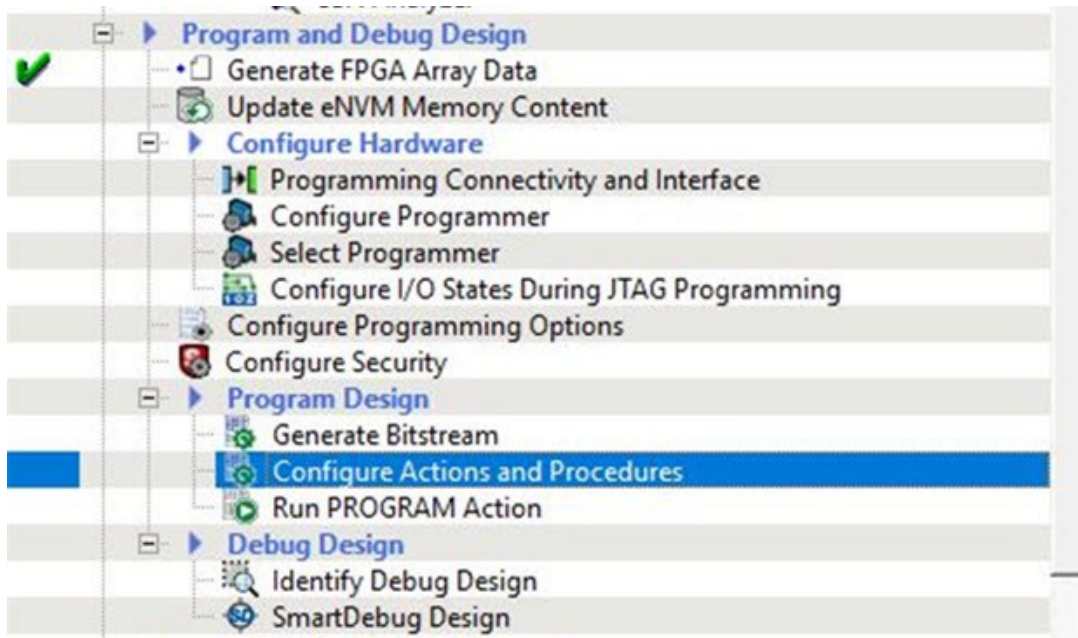 Program and Debug Design
Generate FPGA Array Data
Update eNVM Memory Content
Configure Hardware
Programming Connectivity and Interface
Configure Programmer
Select Programmer
Configure I/O States During JTAG Programming
Configure Programming Options
Configure Security
Program Design
Generate Bitstream
Configure Actions and Procedures
Run PROGRAM Action
Debug Design
Identify Debug Design
SmartDebug Design